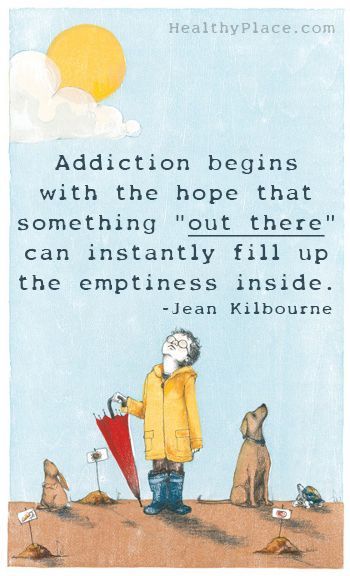 HealthyPlace.com
Addiction begins
with the hope that
something "out there"
can instantly fill up
the emptiness inside.
-Jean Kilbourne